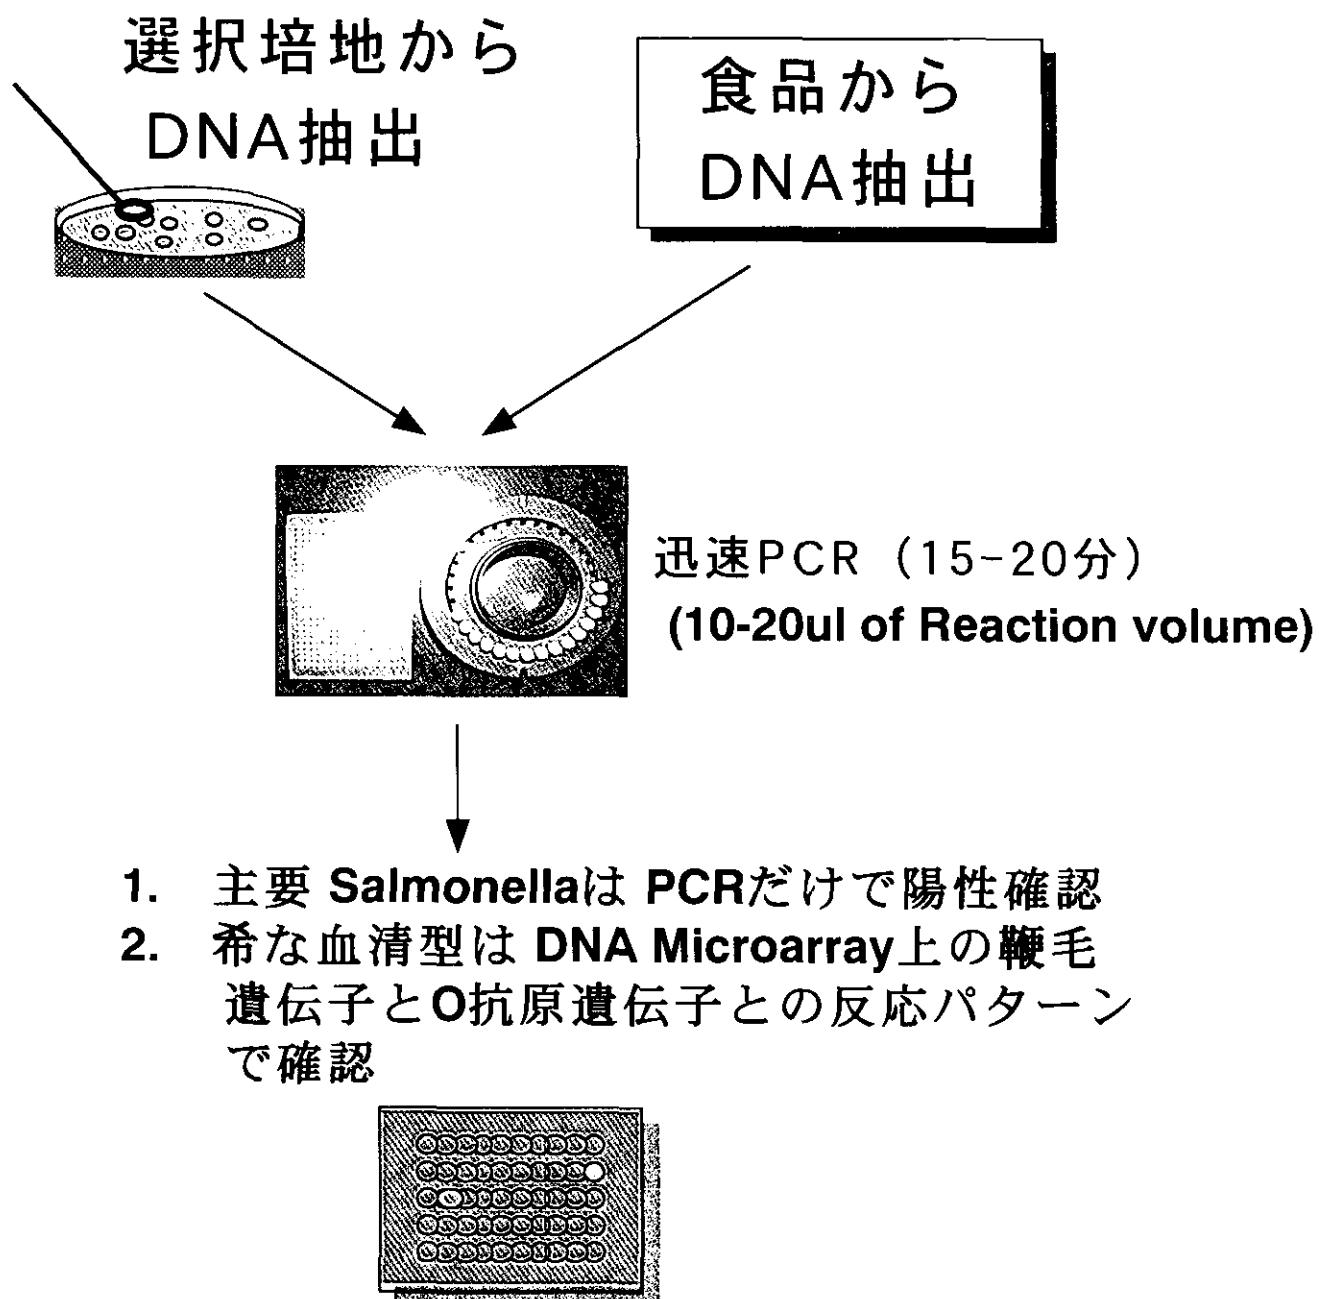 選択培地から
DNA抽出
食品から
DNA抽出
迅速PCR（15-20分）
(10-20ul of Reaction volume)
1. 主要 Salmonellaは PCRだけで陽性確認
2. 希な血清型は DNA Microarray上の鞭毛
遺伝子とO抗原遺伝子との反応パターン
で確認